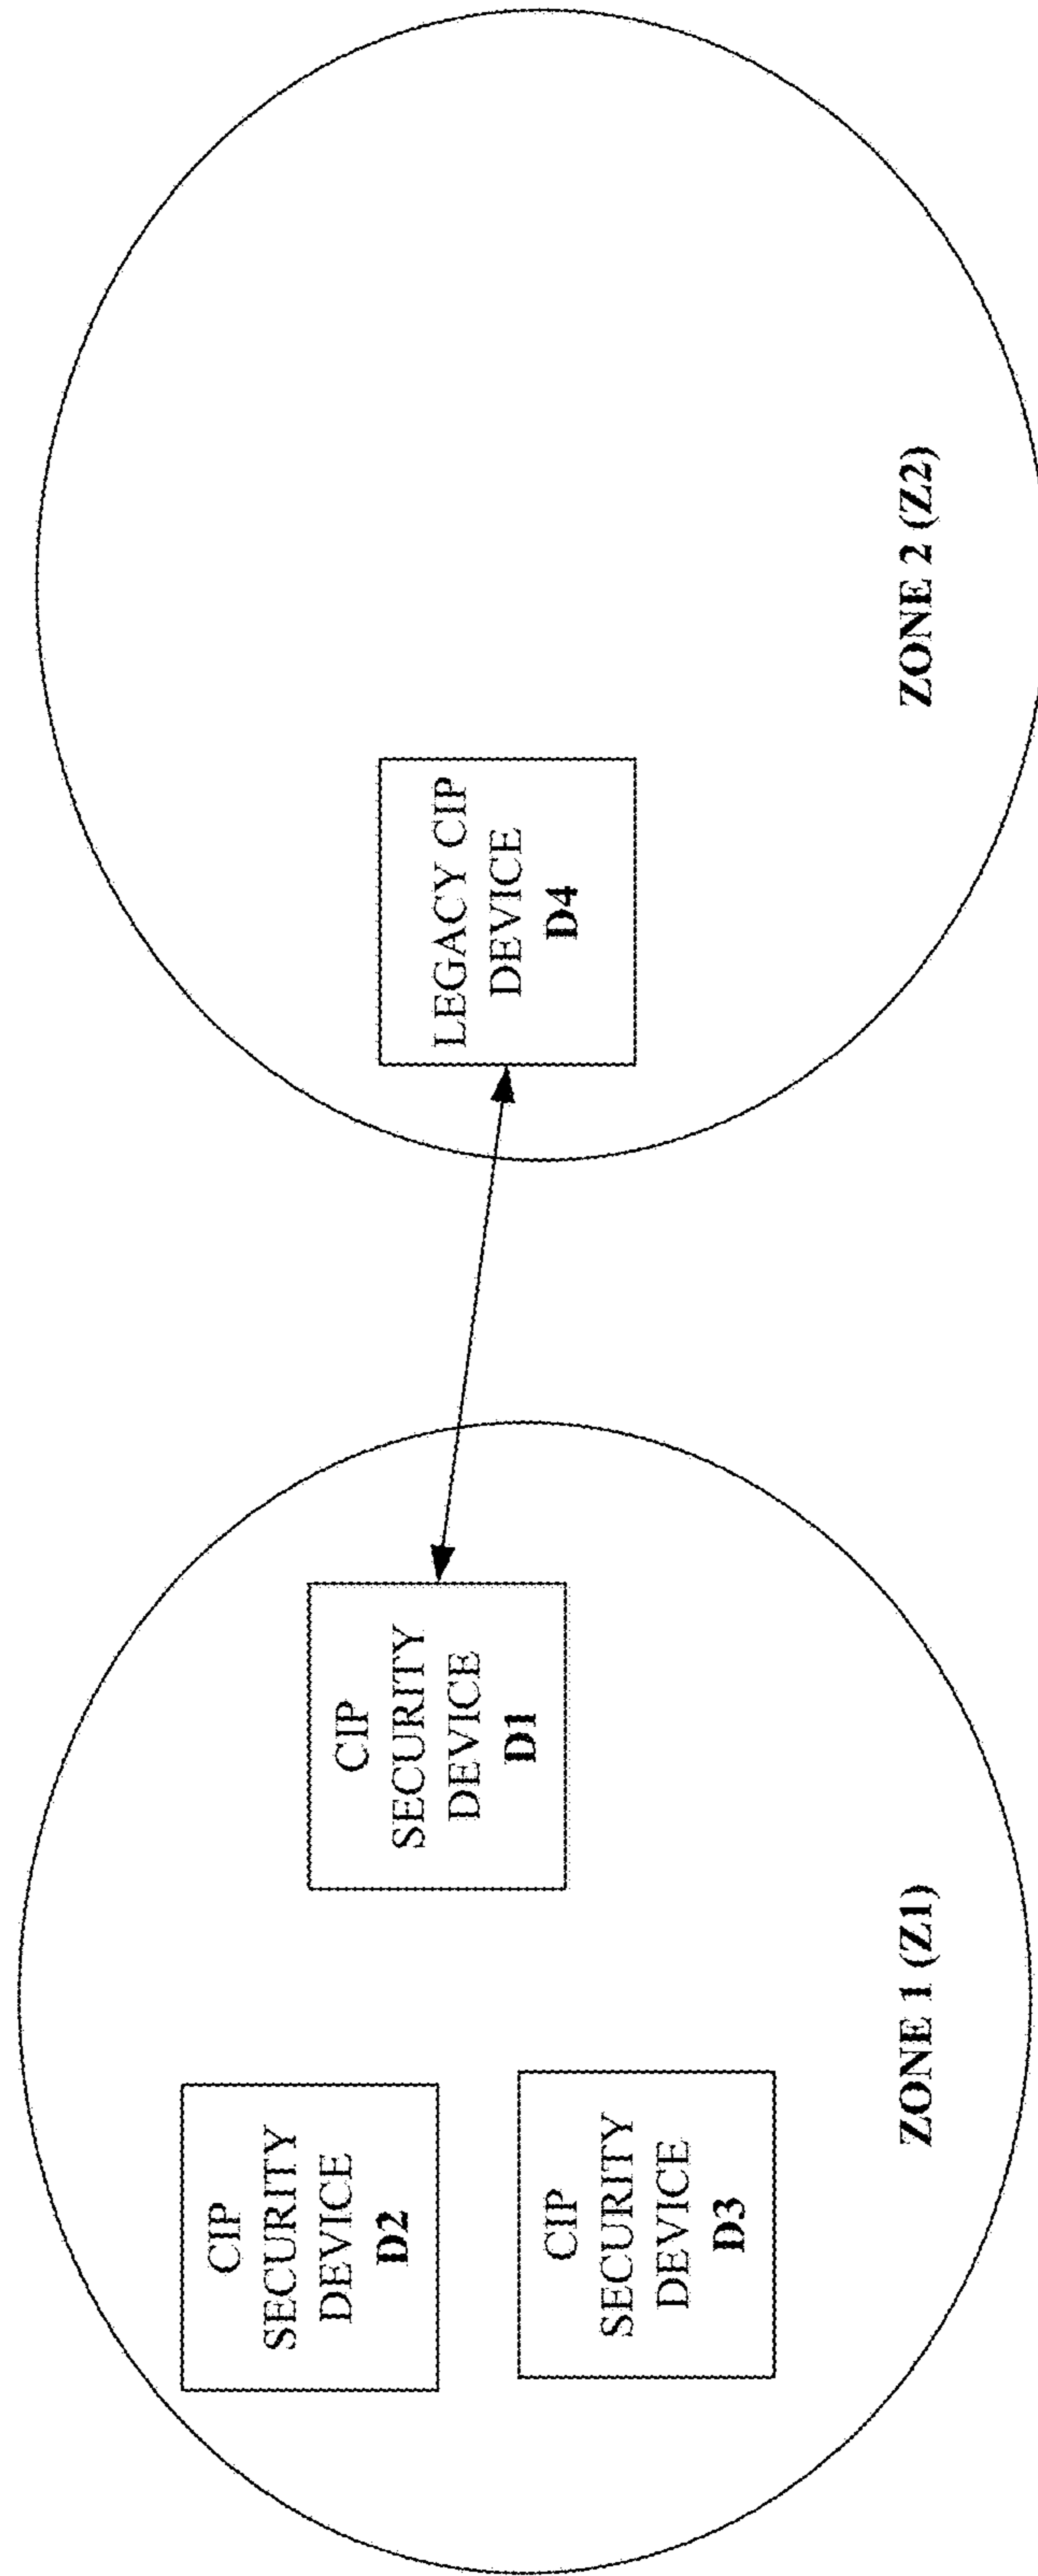 CIP
SECURITY
DEVICE
D2
CIP
SECURITY
DEVICE
D3
CIP
SECURITY
DEVICE
D1
ZONE 1 (Z1)
LEGACY CIP
DEVICE
D4
ZONE 2 (Z2)